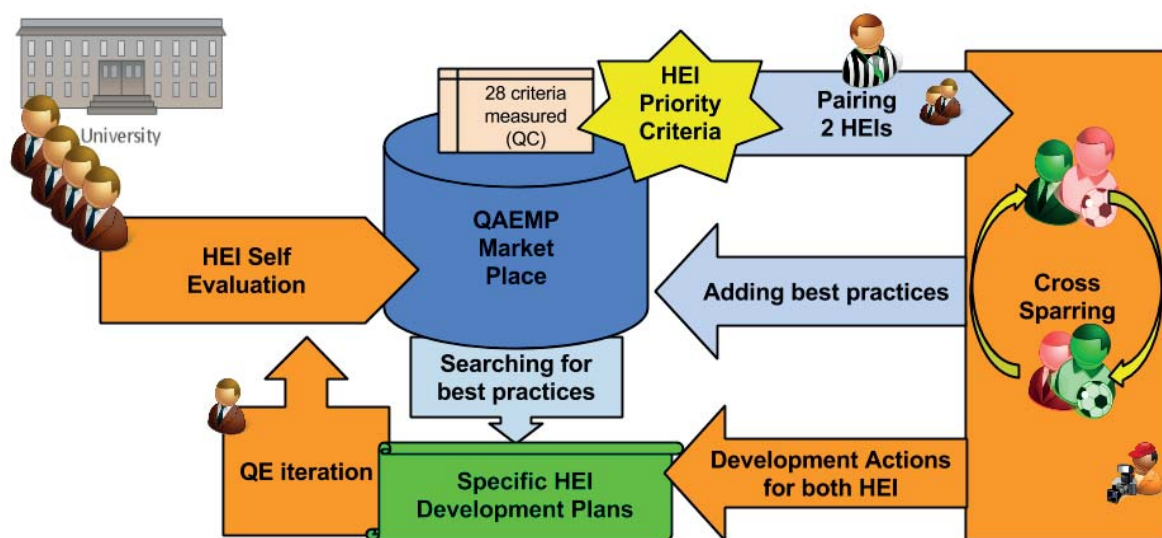 University
HEI Self
Evaluation
28 criteria
measured
(QC)
HEI
Priority
Criteria
Pairing
2 HEIs
QAEMP
Market
Place
Adding best practices
Cross
Sparring
Searching for
best practices
QE iteration
Specific HEI
Development Plans
Development Actions
for both HEI